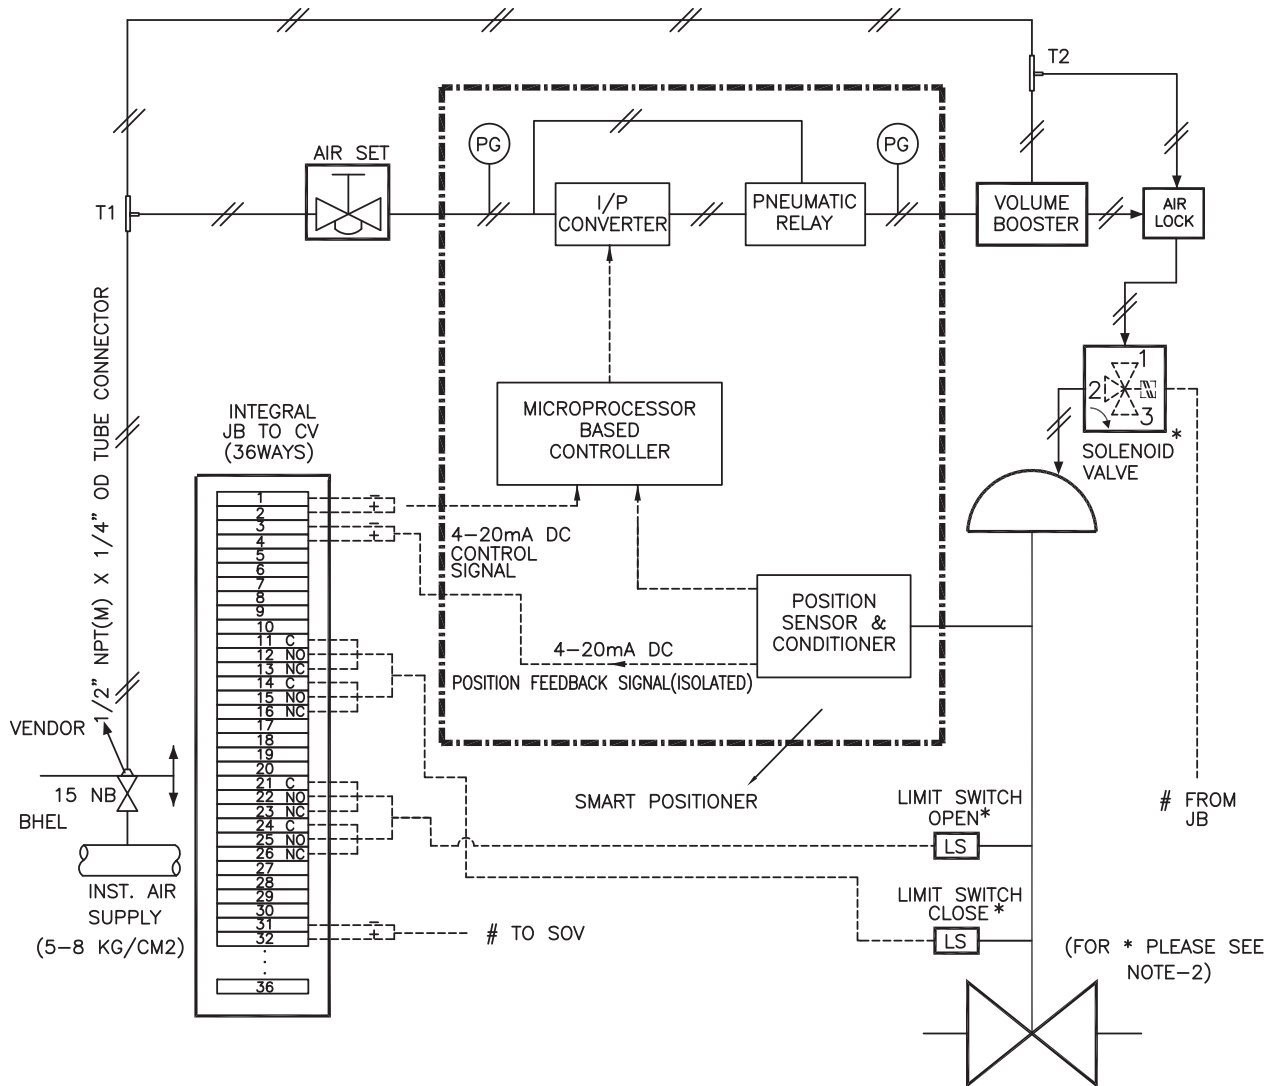 T2
PG
PG
AIR SET
T1
I/P
CONVERTER
PNEUMATIC
RELAY
VOLUME
BOOSTER
AIR
LOCK
1/2" NPT(M) X 1/4" OD TUBE CONNECTOR
1
2
3
SOLENOID *
VALVE
MICROPROCESSOR
BASED
CONTROLLER
INTEGRAL
JB TO CV
(36WAYS)
1 −
2 +
3 −
4 +
5
6
7
8
9
10
11 C
12 NO
13 NC
14 C
15 NO
16 NC
17
18
19
20
21 C
22 NO
23 NC
24 C
25 NO
26 NC
27
28
29
30
31 −
32 +
36
4−20mA DC
CONTROL
SIGNAL
POSITION
SENSOR &
CONDITIONER
4−20mA DC
POSITION FEEDBACK SIGNAL(ISOLATED)
VENDOR
15 NB
BHEL
INST. AIR
SUPPLY
(5−8 KG/CM2)
SMART POSITIONER
# FROM
JB
LIMIT SWITCH
OPEN*
LS
LIMIT SWITCH
CLOSE*
LS
# TO SOV
(FOR * PLEASE SEE
NOTE−2)